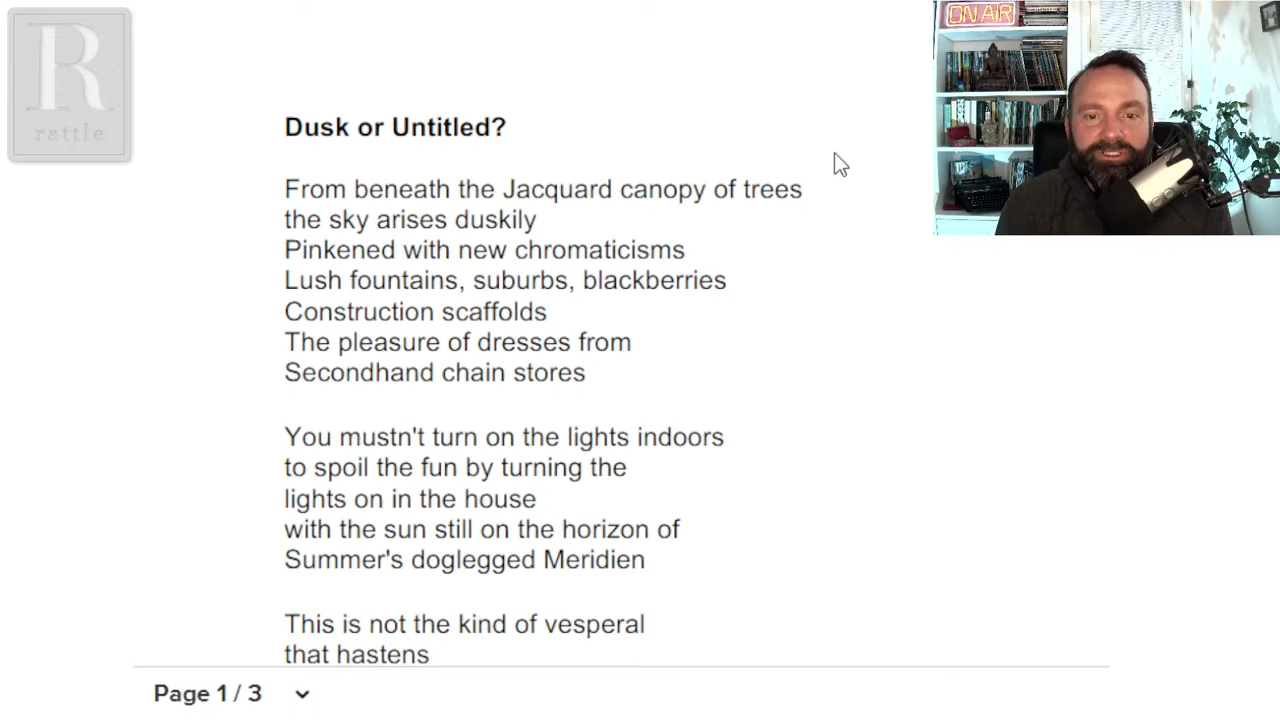 R
rattle
ON AIR
Dusk or Untitled?
From beneath the Jacquard canopy of trees
the sky arises duskily
Pinkened with new chromaticisms
Lush fountains, suburbs, blackberries
Construction scaffolds
The pleasure of dresses from
Secondhand chain stores
You mustn't turn on the lights indoors
to spoil the fun by turning the
lights on in the house
with the sun still on the horizon of
Summer's doglegged Meridien
This is not the kind of vesperal
that hastens
Page 1 / 3